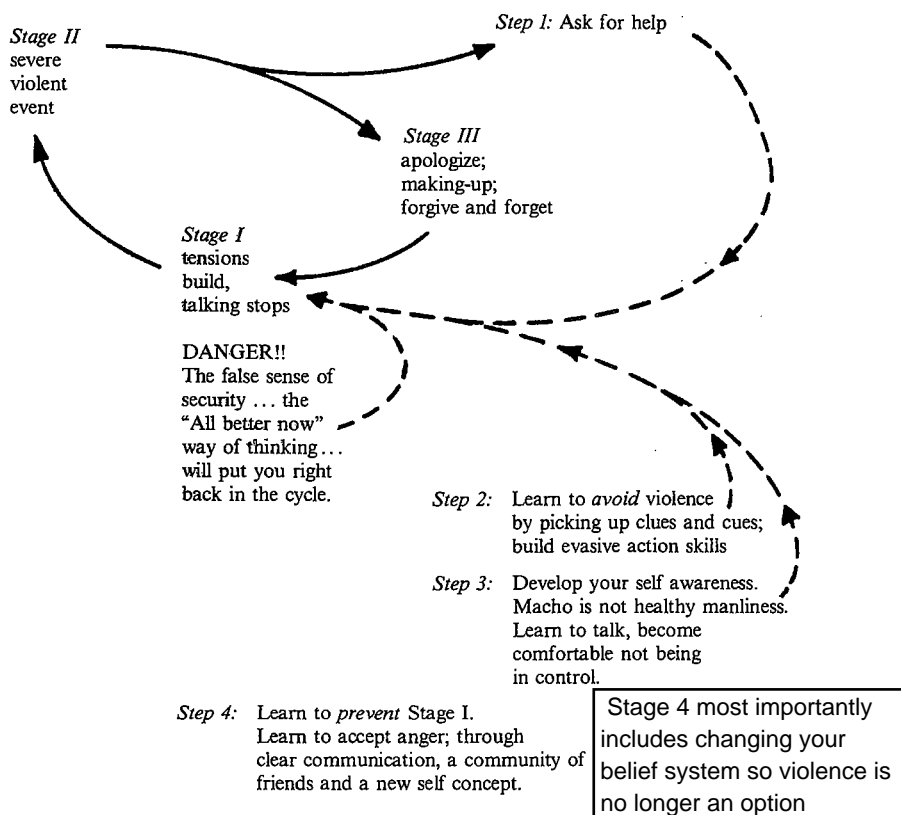 Stage II
severe
violent
event
Step 1: Ask for help
Stage III
apologize;
making-up;
forgive and forget
Stage I
tensions
build,
talking stops
DANGER!!
The false sense of
security ... the
“All better now”
way of thinking...
will put you right
back in the cycle.
Step 2: Learn to avoid violence
by picking up clues and cues;
build evasive action skills
Step 3: Develop your self awareness.
Macho is not healthy manliness.
Learn to talk, become
comfortable not being
in control.
Step 4: Learn to prevent Stage I.
Learn to accept anger; through
clear communication, a community of
friends and a new self concept.
Stage 4 most importantly
includes changing your
belief system so violence is
no longer an option